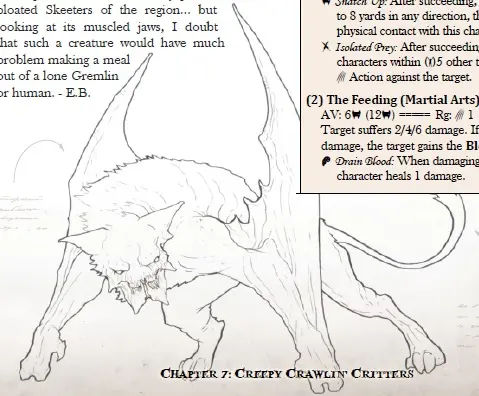 bloated Skeeters of the region... but
looking at its muscled jaws, I doubt
that such a creature would have much
problem making a meal
out of a lone Gremlin
or human. - E.B.
Snatch Up: After succeeding,
to 8 yards in any direction, th
physical contact with this cha
Isolated Prey: After succeedin
characters within 5 other t
Action against the target.
(2) The Feeding (Martial Arts)
AV: 6 (12) ===== Rg: 1
Target suffers 2/4/6 damage. If
damage, the target gains the Bl
Drain Blood: When damaging
character heals 1 damage.
Chapter 7: Creepy Crawlin' Critters